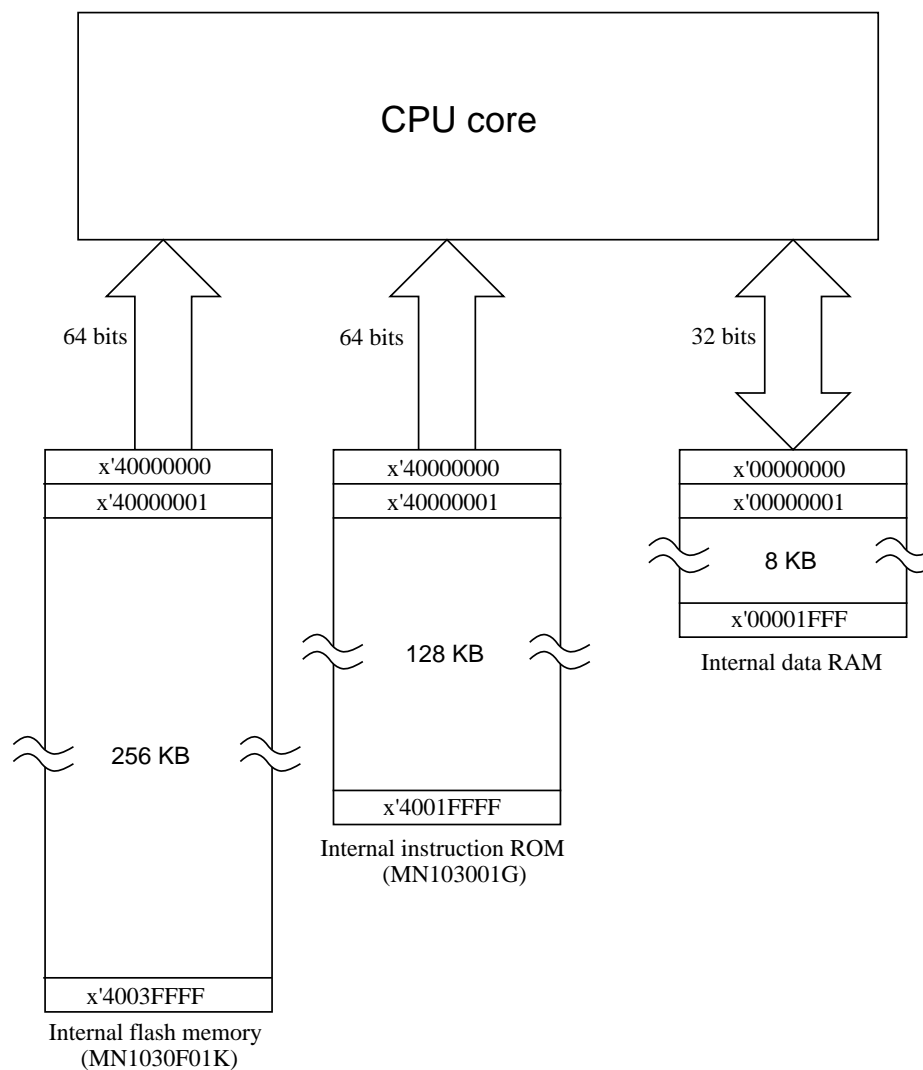 CPU core
64 bits
64 bits
32 bits
x'40000000
x'40000001
256 KB
x'4003FFFF
Internal flash memory
(MN1030F01K)
x'40000000
x'40000001
128 KB
x'4001FFFF
Internal instruction ROM
(MN103001G)
x'00000000
x'00000001
8 KB
x'00001FFF
Internal data RAM